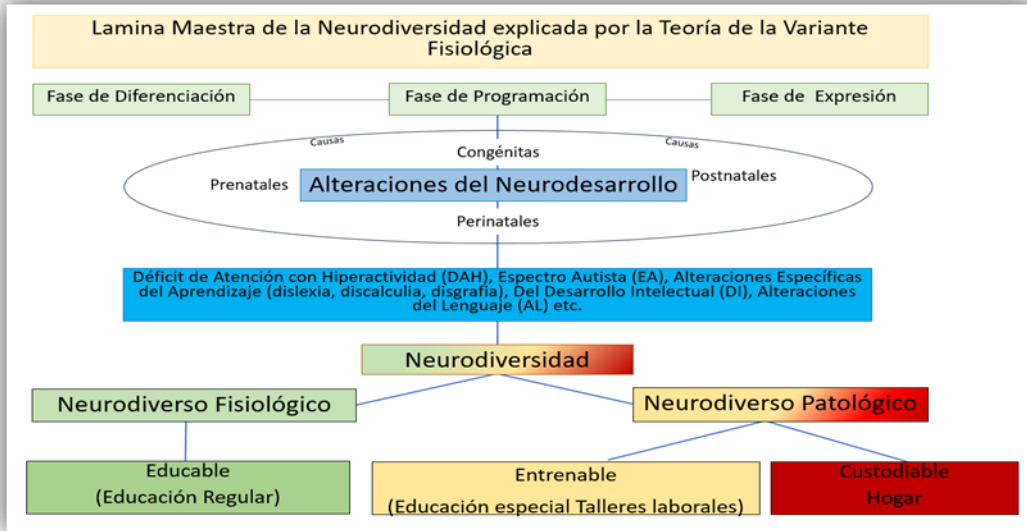 Lamina Maestra de la Neurodiversidad explicada por la Teoría de la Variante
Fisiológica
Fase de Diferenciación
Fase de Programación
Fase de Expresión
Causas
Causas
Congénitas
Prenatales
Alteraciones del Neurodesarrollo
Postnatales
Perinatales
Déficit de Atención con Hiperactividad (DAH), Espectro Autista (EA), Alteraciones Específicas
del Aprendizaje (dislexia, discalculia, disgrafia), Del Desarrollo Intelectual (DI), Alteraciones
del Lenguaje (AL) etc.
Neurodiversidad
Neurodiverso Fisiológico
Neurodiverso Patológico
Educable
(Educación Regular)
Entrenable
(Educación especial Talleres laborales)
Custodiable
Hogar